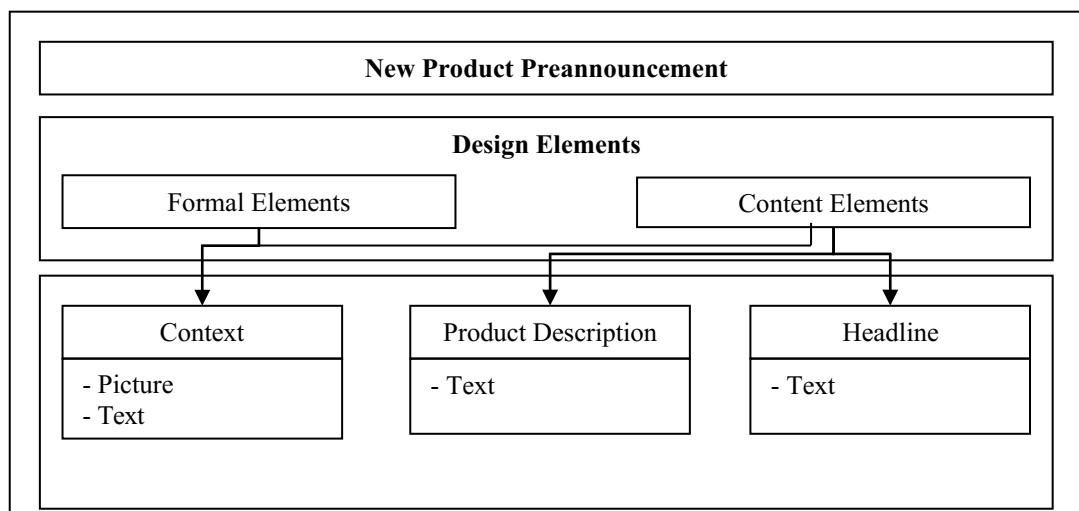 New Product Preannouncement
Design Elements
Formal Elements
Content Elements
Context
- Picture
- Text
Product Description
- Text
Headline
- Text